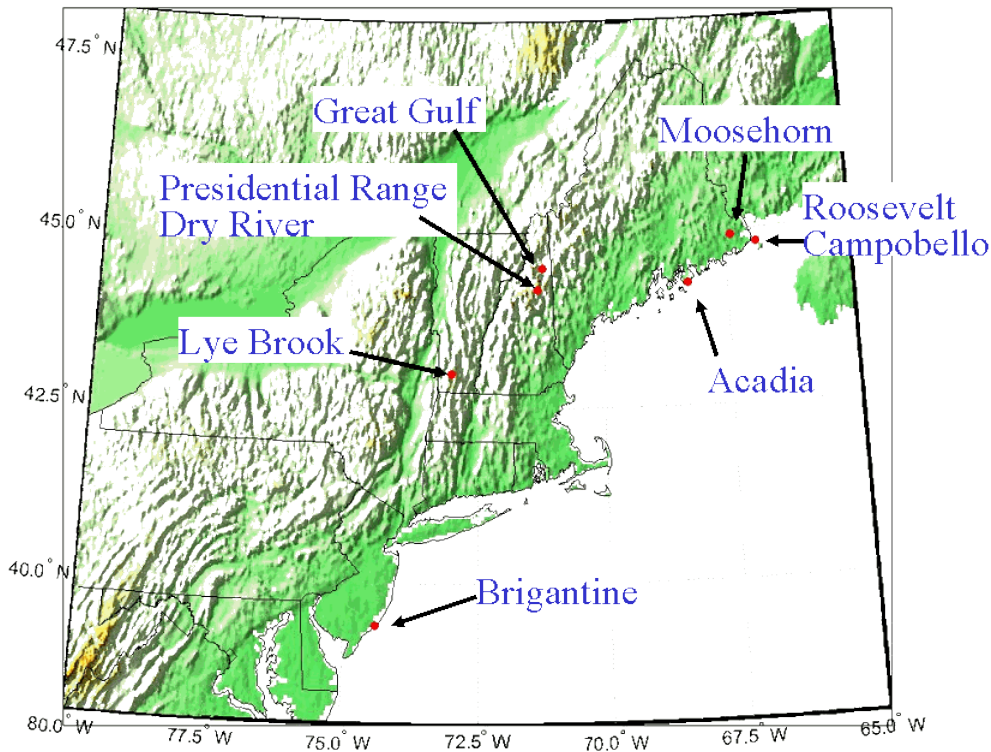 47.5° N
Great Gulf
Moosehorn
Presidential Range
Dry River
45.0° N
Roosevelt
Campobello
Lye Brook
Acadia
42.5° N
40.0° N
Brigantine
80.0° W
77.5° W
75.0° W
72.5° W
70.0° W
67.5° W
65.0° W